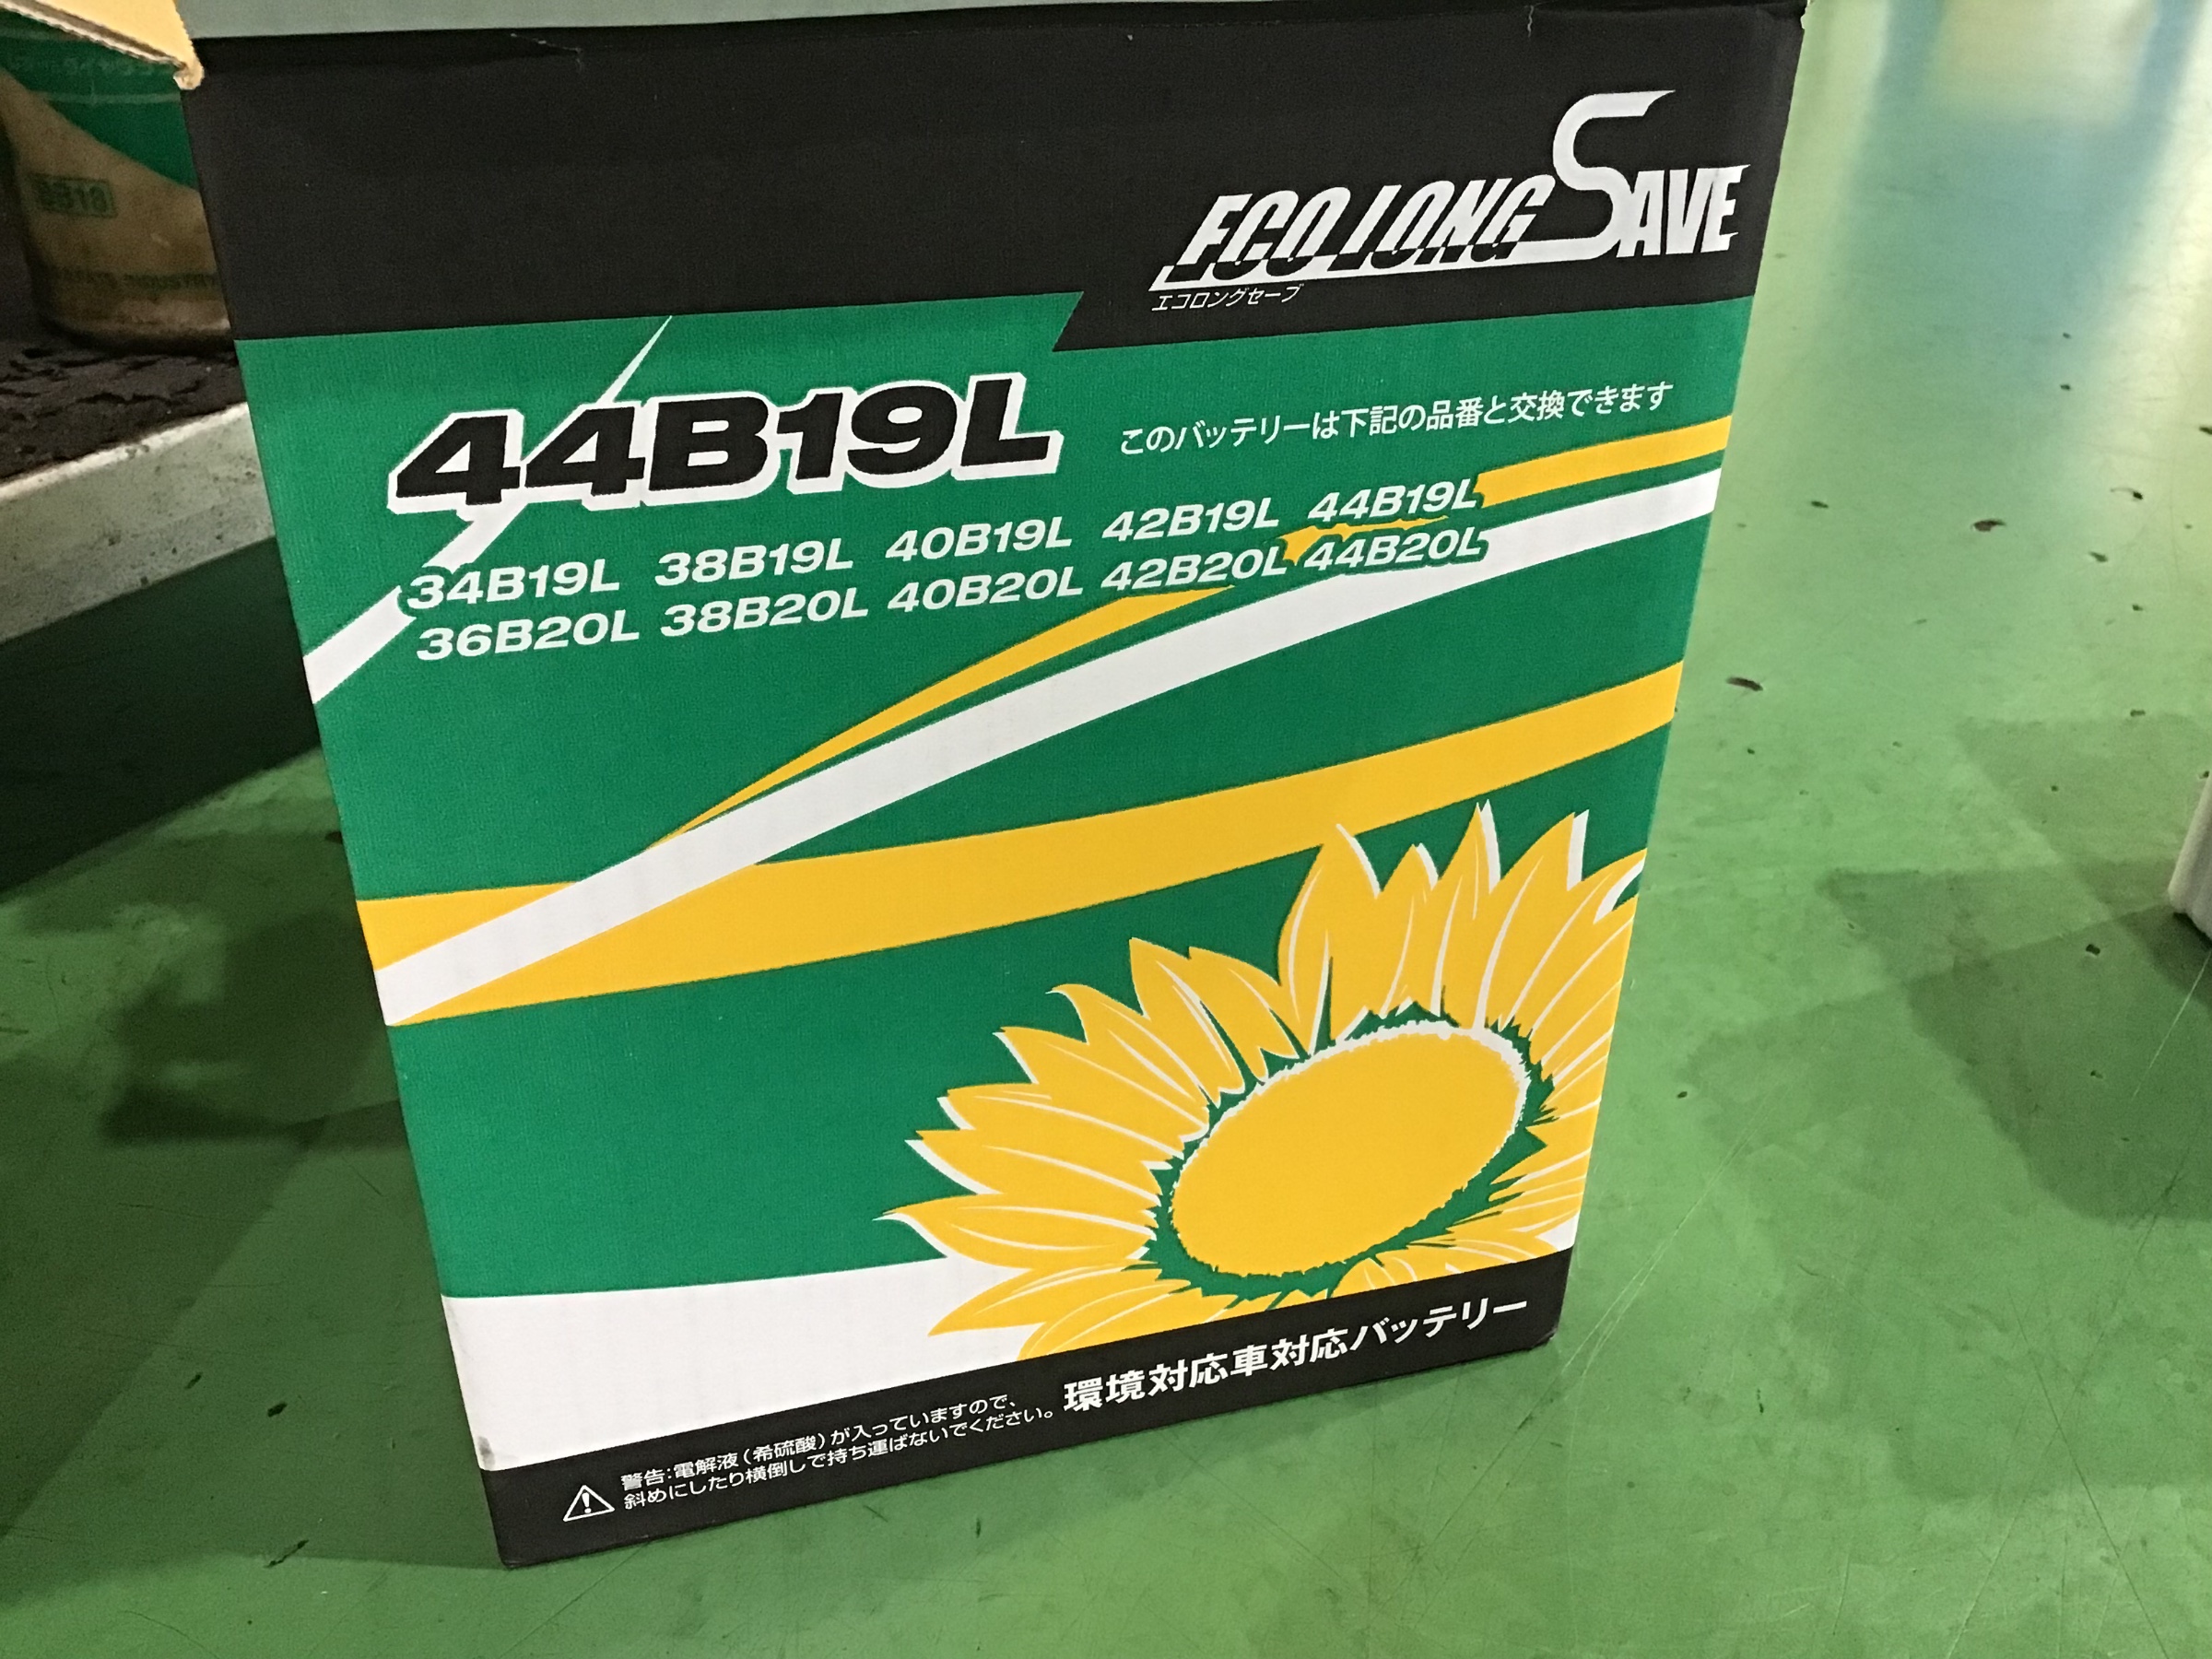 ECO LONG SAVE
エコロングセーブ
44B19L
このバッテリーは下記の品番と交換できます
34B19L 38B19L 40B19L 42B19L 44B19L
36B20L 38B20L 40B20L 42B20L 44B20L
環境対応車対応バッテリー
警告:電解液(希硫酸)が入っていますので、
斜めにしたり横倒しで持ち運ばないでください。